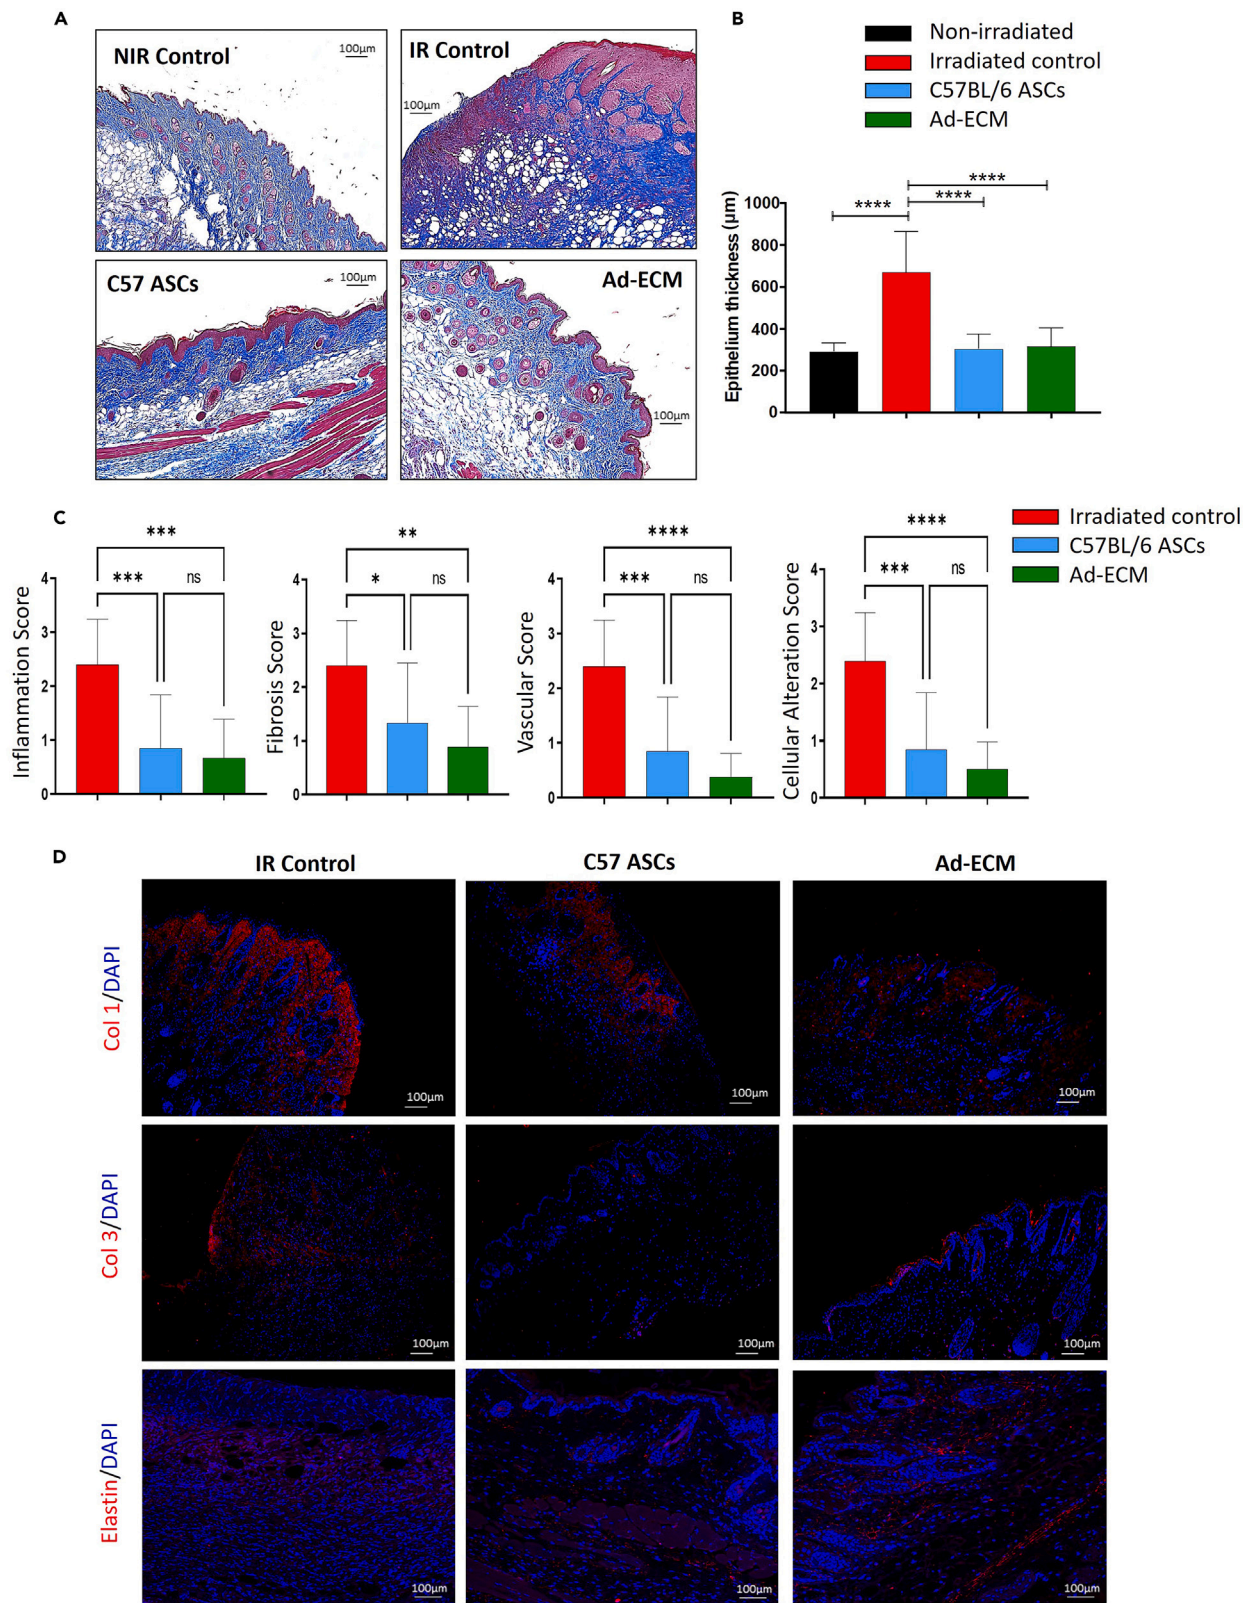 A
NIR Control
100µm
IR Control
100µm
C57 ASCs
100µm
Ad-ECM
100µm
B
Non-irradiated
Irradiated control
C57BL/6 ASCs
Ad-ECM
Epithelium thickness (µm)
1000
800
600
400
200
0
****
****
****
C
Irradiated control
C57BL/6 ASCs
Ad-ECM
Inflammation Score
4
3
2
1
0
***
***
ns
Fibrosis Score
4
3
2
1
0
**
*
ns
Vascular Score
4
3
2
1
0
****
***
ns
Cellular Alteration Score
4
3
2
1
0
****
***
ns
D
IR Control
C57 ASCs
Ad-ECM
Col 1/DAPI
100µm
100µm
100µm
Col 3/DAPI
100µm
100µm
100µm
Elastin/DAPI
100µm
100µm
100µm